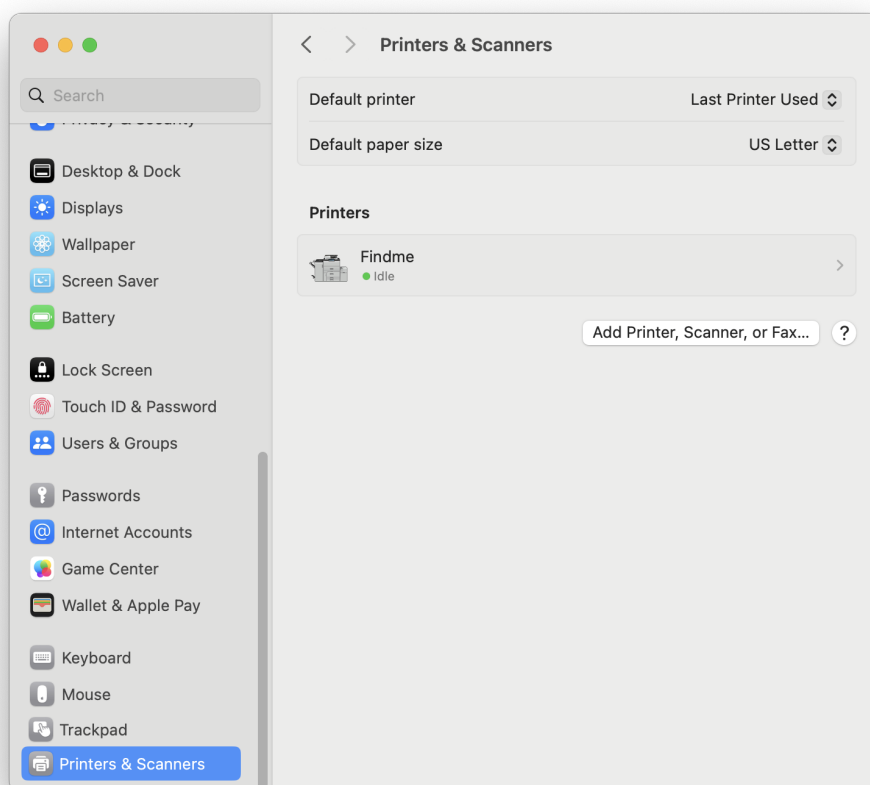 Search
Privacy & Security
Desktop & Dock
Displays
Wallpaper
Screen Saver
Battery
Lock Screen
Touch ID & Password
Users & Groups
Passwords
Internet Accounts
Game Center
Wallet & Apple Pay
Keyboard
Mouse
Trackpad
Printers & Scanners
Printers & Scanners
Default printer Last Printer Used
Default paper size US Letter
Printers
Findme
Idle
Add Printer, Scanner, or Fax... ?